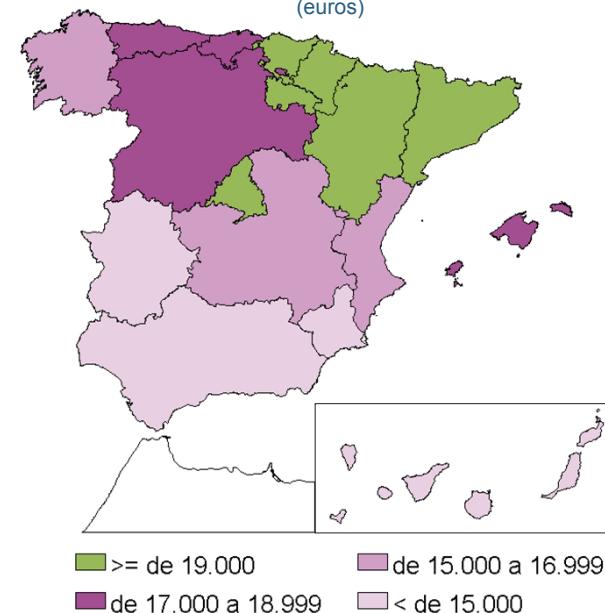 (euros)
>= de 19.000
de 15.000 a 16.999
de 17.000 a 18.999
< de 15.000